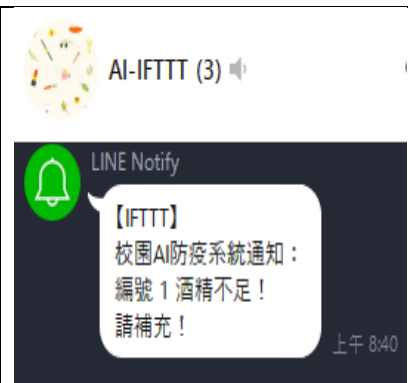 AI-IFTTT (3)
LINE Notify
【IFTTT】
校園AI防疫系統通知：
編號 1 酒精不足！
請補充！
上午 8:40